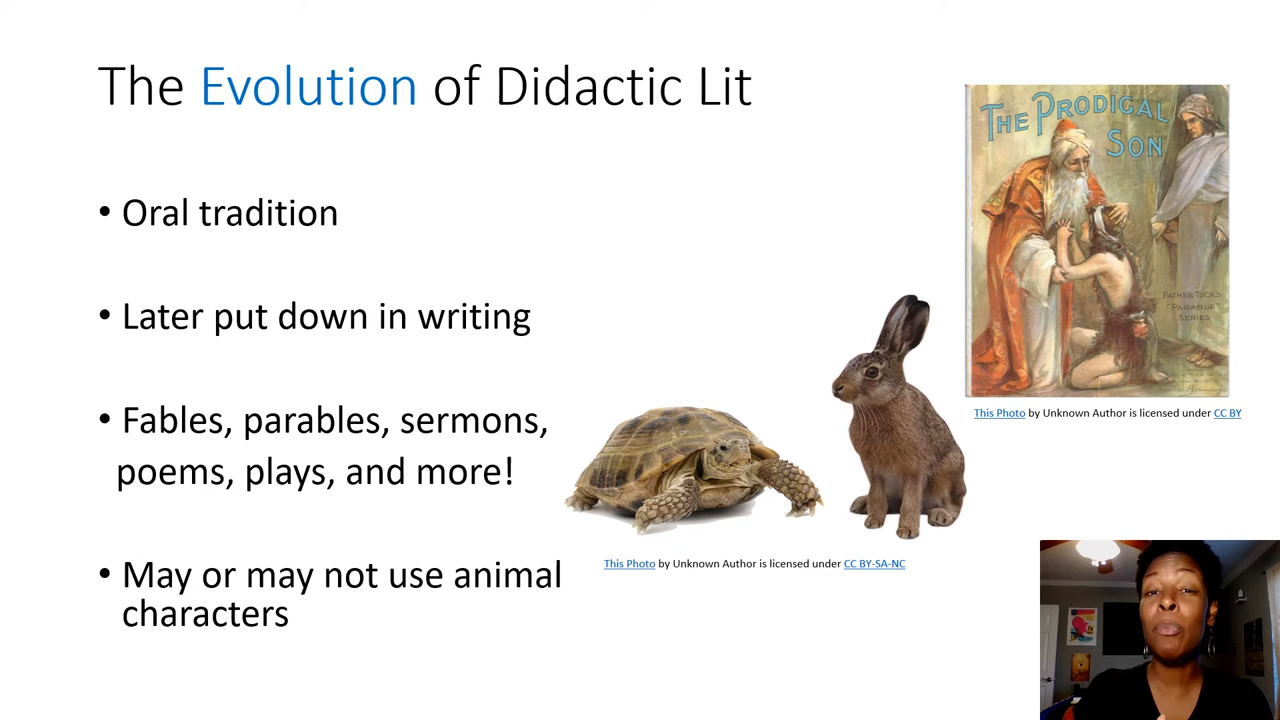 The Evolution of Didactic Lit
• Oral tradition
• Later put down in writing
• Fables, parables, sermons,
poems, plays, and more!
• May or may not use animal
characters
THE PRODIGAL
SON
FATHER TUCK'S
"PARABLE"
SERIES
This Photo by Unknown Author is licensed under CC BY
This Photo by Unknown Author is licensed under CC BY-SA-NC